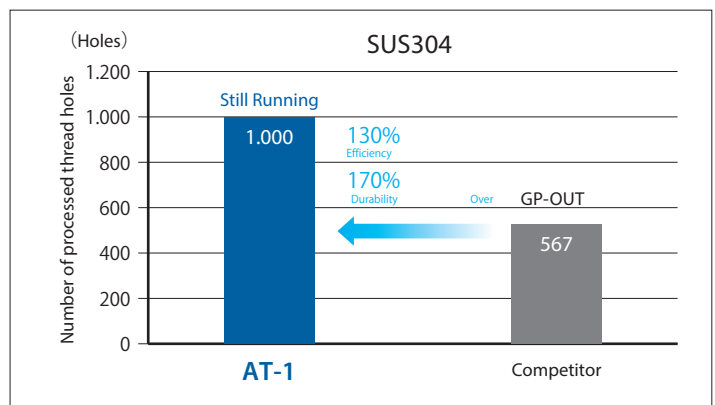 （Holes）
SUS304
Number of processed thread holes
1.200
1.000
800
600
400
200
0
Still Running
1.000
130%
Efficiency
170%
Durability
Over
GP-OUT
567
AT-1
Competitor